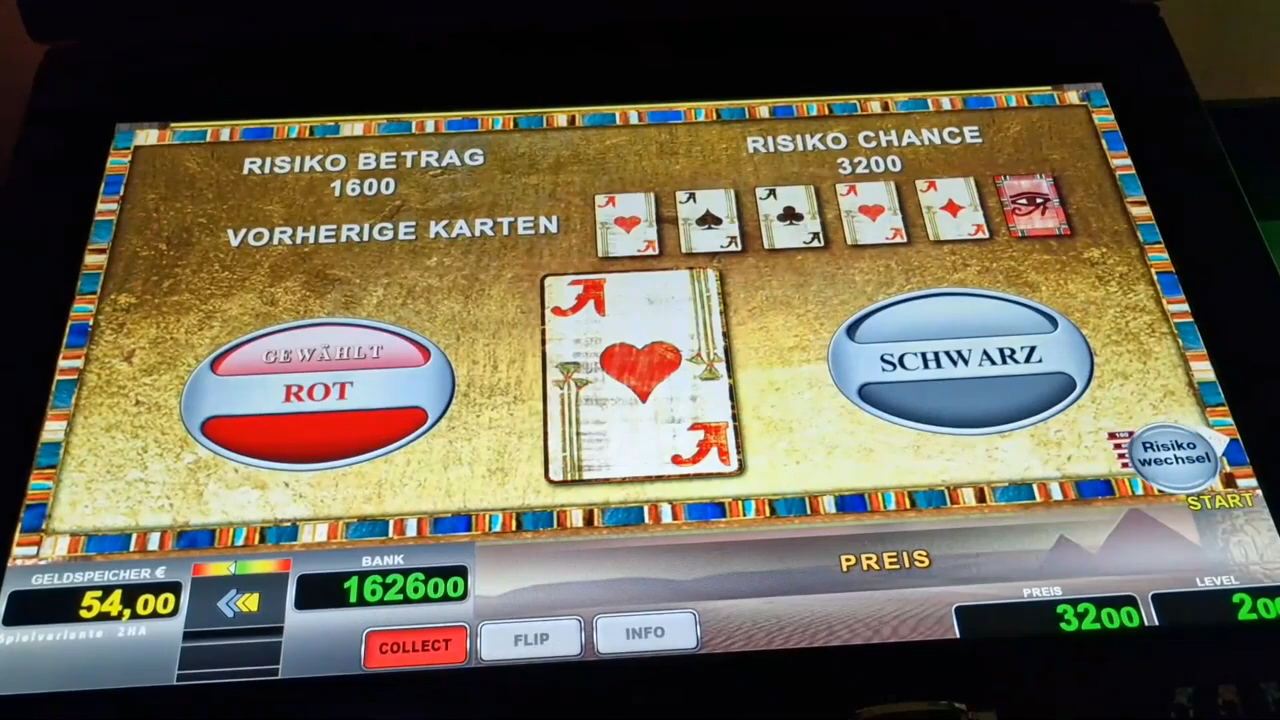 RISIKO BETRAG
1600
RISIKO CHANCE
3200
VORHERIGE KARTEN
A A
A A
A A
A A
A A
GEWÄHLT
ROT
A
A
SCHWARZ
Risiko
wechsel
START
GELDSPEICHER €
54,00
Spielvariante 2HA
BANK
162600
PREIS
COLLECT
FLIP
INFO
PREIS
3200
LEVEL
200